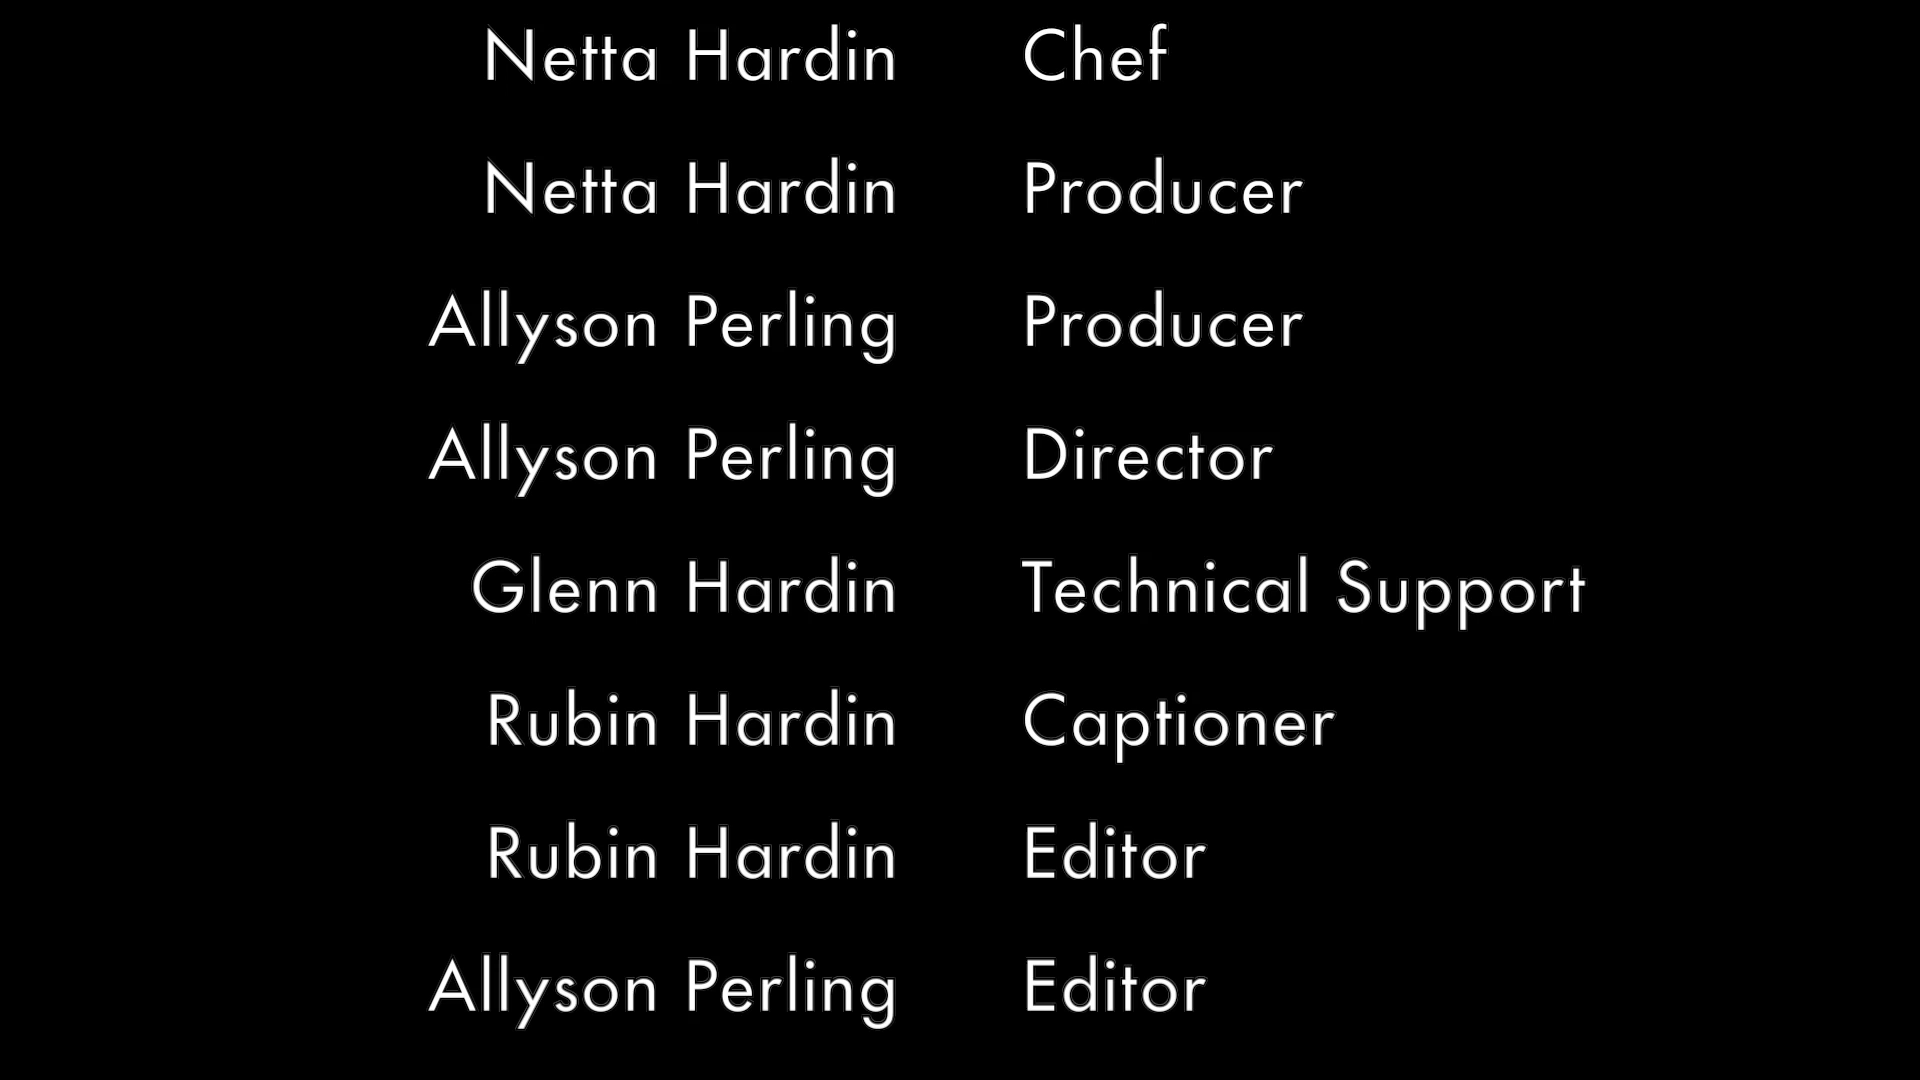 Netta Hardin Chef
Netta Hardin Producer
Allyson Perling Producer
Allyson Perling Director
Glenn Hardin Technical Support
Rubin Hardin Captioner
Rubin Hardin Editor
Allyson Perling Editor